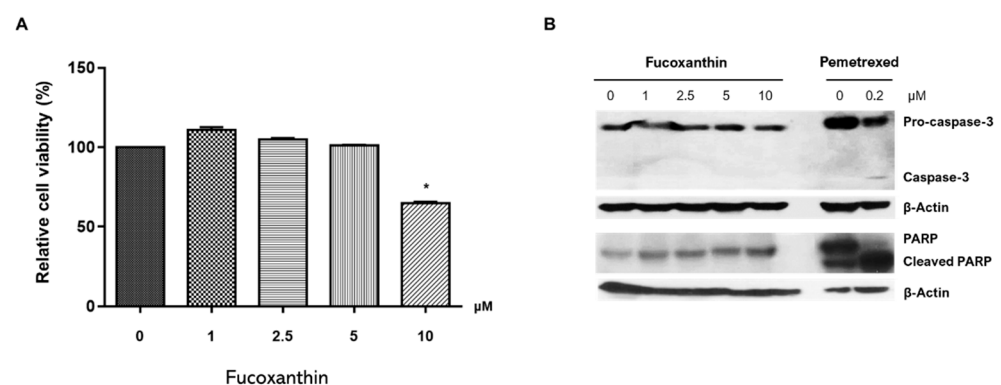 A
Relative cell viability (%)
150
100
50
0
*
µM
0 1 2.5 5 10
Fucoxanthin
B
Fucoxanthin Pemetrexed
0 1 2.5 5 10 0 0.2 µM
Pro-caspase-3
Caspase-3
β-Actin
PARP
Cleaved PARP
β-Actin